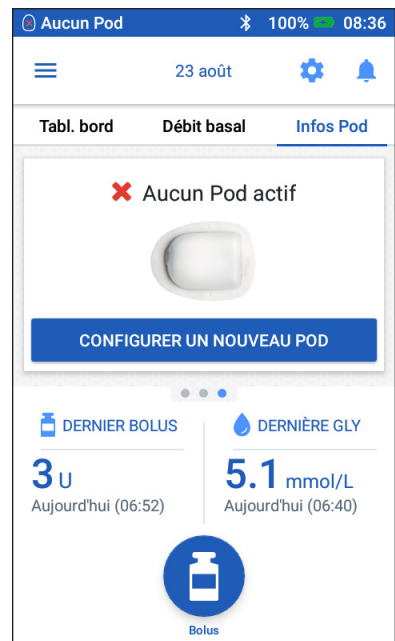 Aucun Pod 100% 08:36
23 août
Tabl. bord Débit basal Infos Pod
Aucun Pod actif
CONFIGURER UN NOUVEAU POD
DERNIER BOLUS DERNIÈRE GLY
3 U 5.1 mmol/L
Aujourd'hui (06:52) Aujourd'hui (06:40)
Bolus